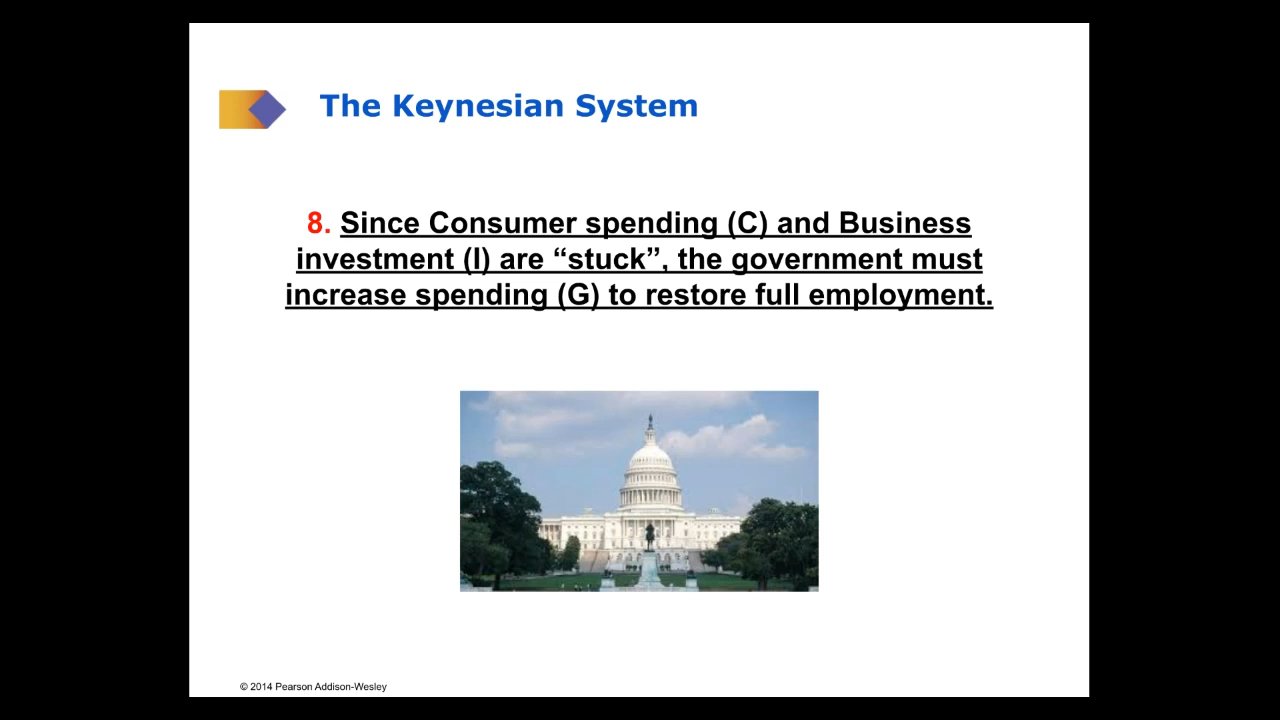 The Keynesian System
8. Since Consumer spending (C) and Business
investment (I) are “stuck”, the government must
increase spending (G) to restore full employment.
© 2014 Pearson Addison-Wesley